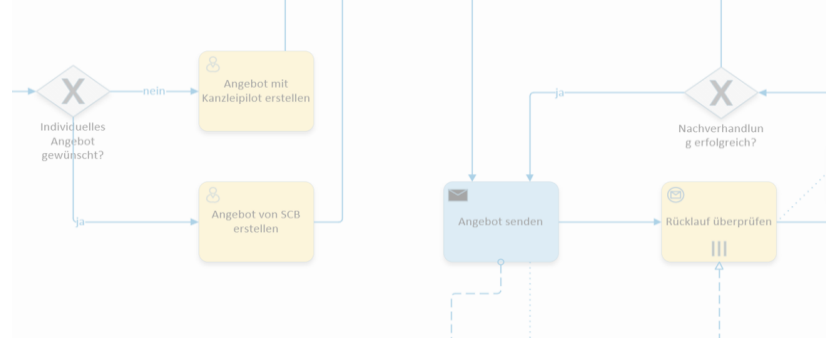 nein
Angebot mit
Kanzleipilot erstellen
Individuelles
Angebot
gewünscht?
ja
Angebot von SCB
erstellen
ja
Nachverhandlun
g erfolgreich?
Angebot senden
Rücklauf überprüfen